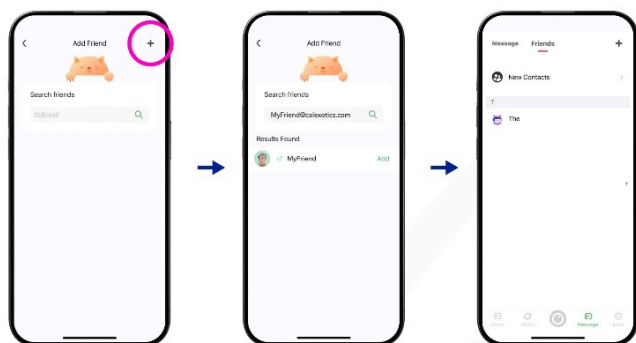 Add Friend
+
Search friends
ID/Email
Add Friend
Search friends
MyFriend@calexotics.com
Results Found
♂ MyFriend Add
Message Friends +
New Contacts >
T
The
T
Message